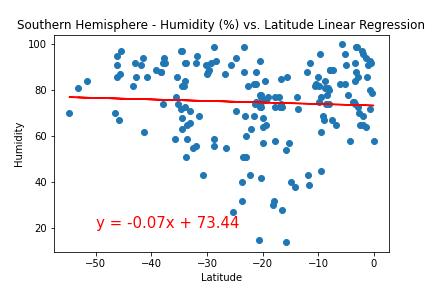 Southern Hemisphere - Humidity (%) vs. Latitude Linear Regression
100
80
60
40
20
Humidity
y = -0.07x + 73.44
−50
−40
−30
−20
−10
0
Latitude